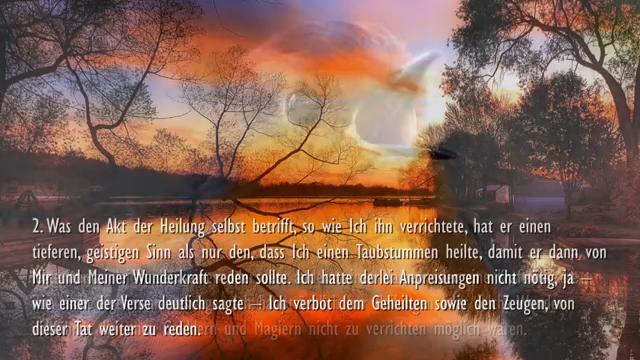 2. Was den Akt der Heilung selbst betrifft, so wie Ich ihn verrichtete, hat er einen
tieferen, geistigen Sinn als nur den, dass Ich einen Taubstummen heilte, damit er dann von
Mir und Meiner Wunderkraft reden sollte. Ich hatte derlei Anpreisungen nicht nötig, ja –
wie einer der Verse deutlich sagte – Ich verbot dem Geheilten sowie den Zeugen, von
dieser Tat weiter zu reden. und Magiern nicht zu verrichten möglich waren.